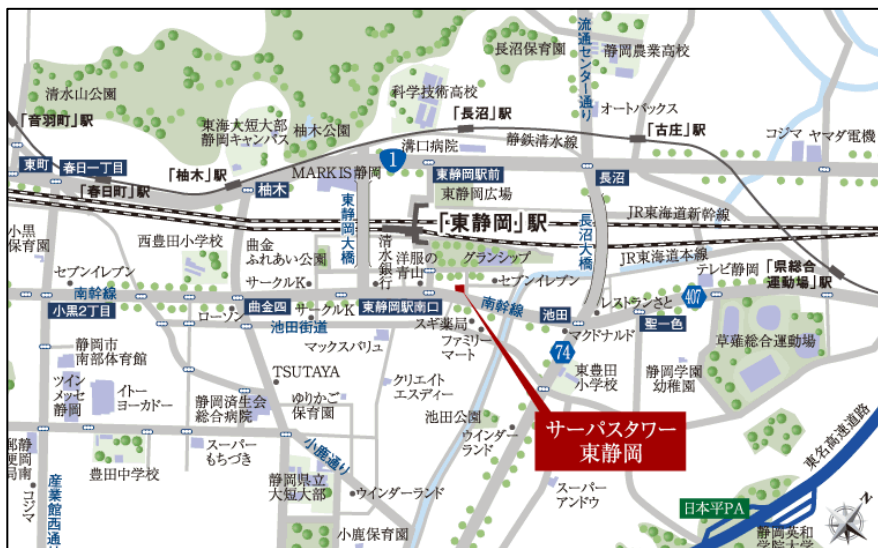 長沼保育園
流通センター通り
静岡農業高校
清水山公園
科学技術高校
オートバックス
「音羽町」駅
東海大短大部
静岡キャンパス
柚木公園
「長沼」駅
「古庄」駅
静鉄清水線
溝口病院
コジマ
ヤマダ電機
東町
春日一丁目
「柚木」駅
MARK IS 静岡
1
東静岡駅前
長沼
「春日町」駅
柚木
東静岡広場
「東静岡」駅
JR東海道新幹線
小黒
保育園
西豊田小学校
曲金
ふれあい公園
東静岡大橋
清水銀行
洋服の
青山
グランシップ
長沼大橋
JR東海道本線
テレビ静岡
「県総合
運動場」駅
セブンイレブン
サークルK
セブンイレブン
南幹線
南幹線
レストランさと
407
小黒2丁目
ローソン
曲金四
サークルK
東静岡駅南口
池田
聖一色
池田街道
スギ薬局
マクドナルド
草薙総合運動場
静岡市
南部体育館
マックスバリュ
ファミリー
マート
74
東豊田
小学校
静岡学園
幼稚園
ツイン
メッセ
静岡
イトー
ヨーカドー
TSUTAYA
クリエイト
エスディー
静岡済生会
総合病院
ゆりかご
保育園
池田公園
サーパスタワー
東静岡
東名高速道路
静岡南
郵便局
スーパー
もちづき
小鹿通り
ウインダー
ランド
豊田中学校
コジマ
産業館西通り
静岡県立
大短大部
ウインダーランド
スーパー
アンドウ
日本平PA
N
小鹿保育園
静岡英和
学院大学